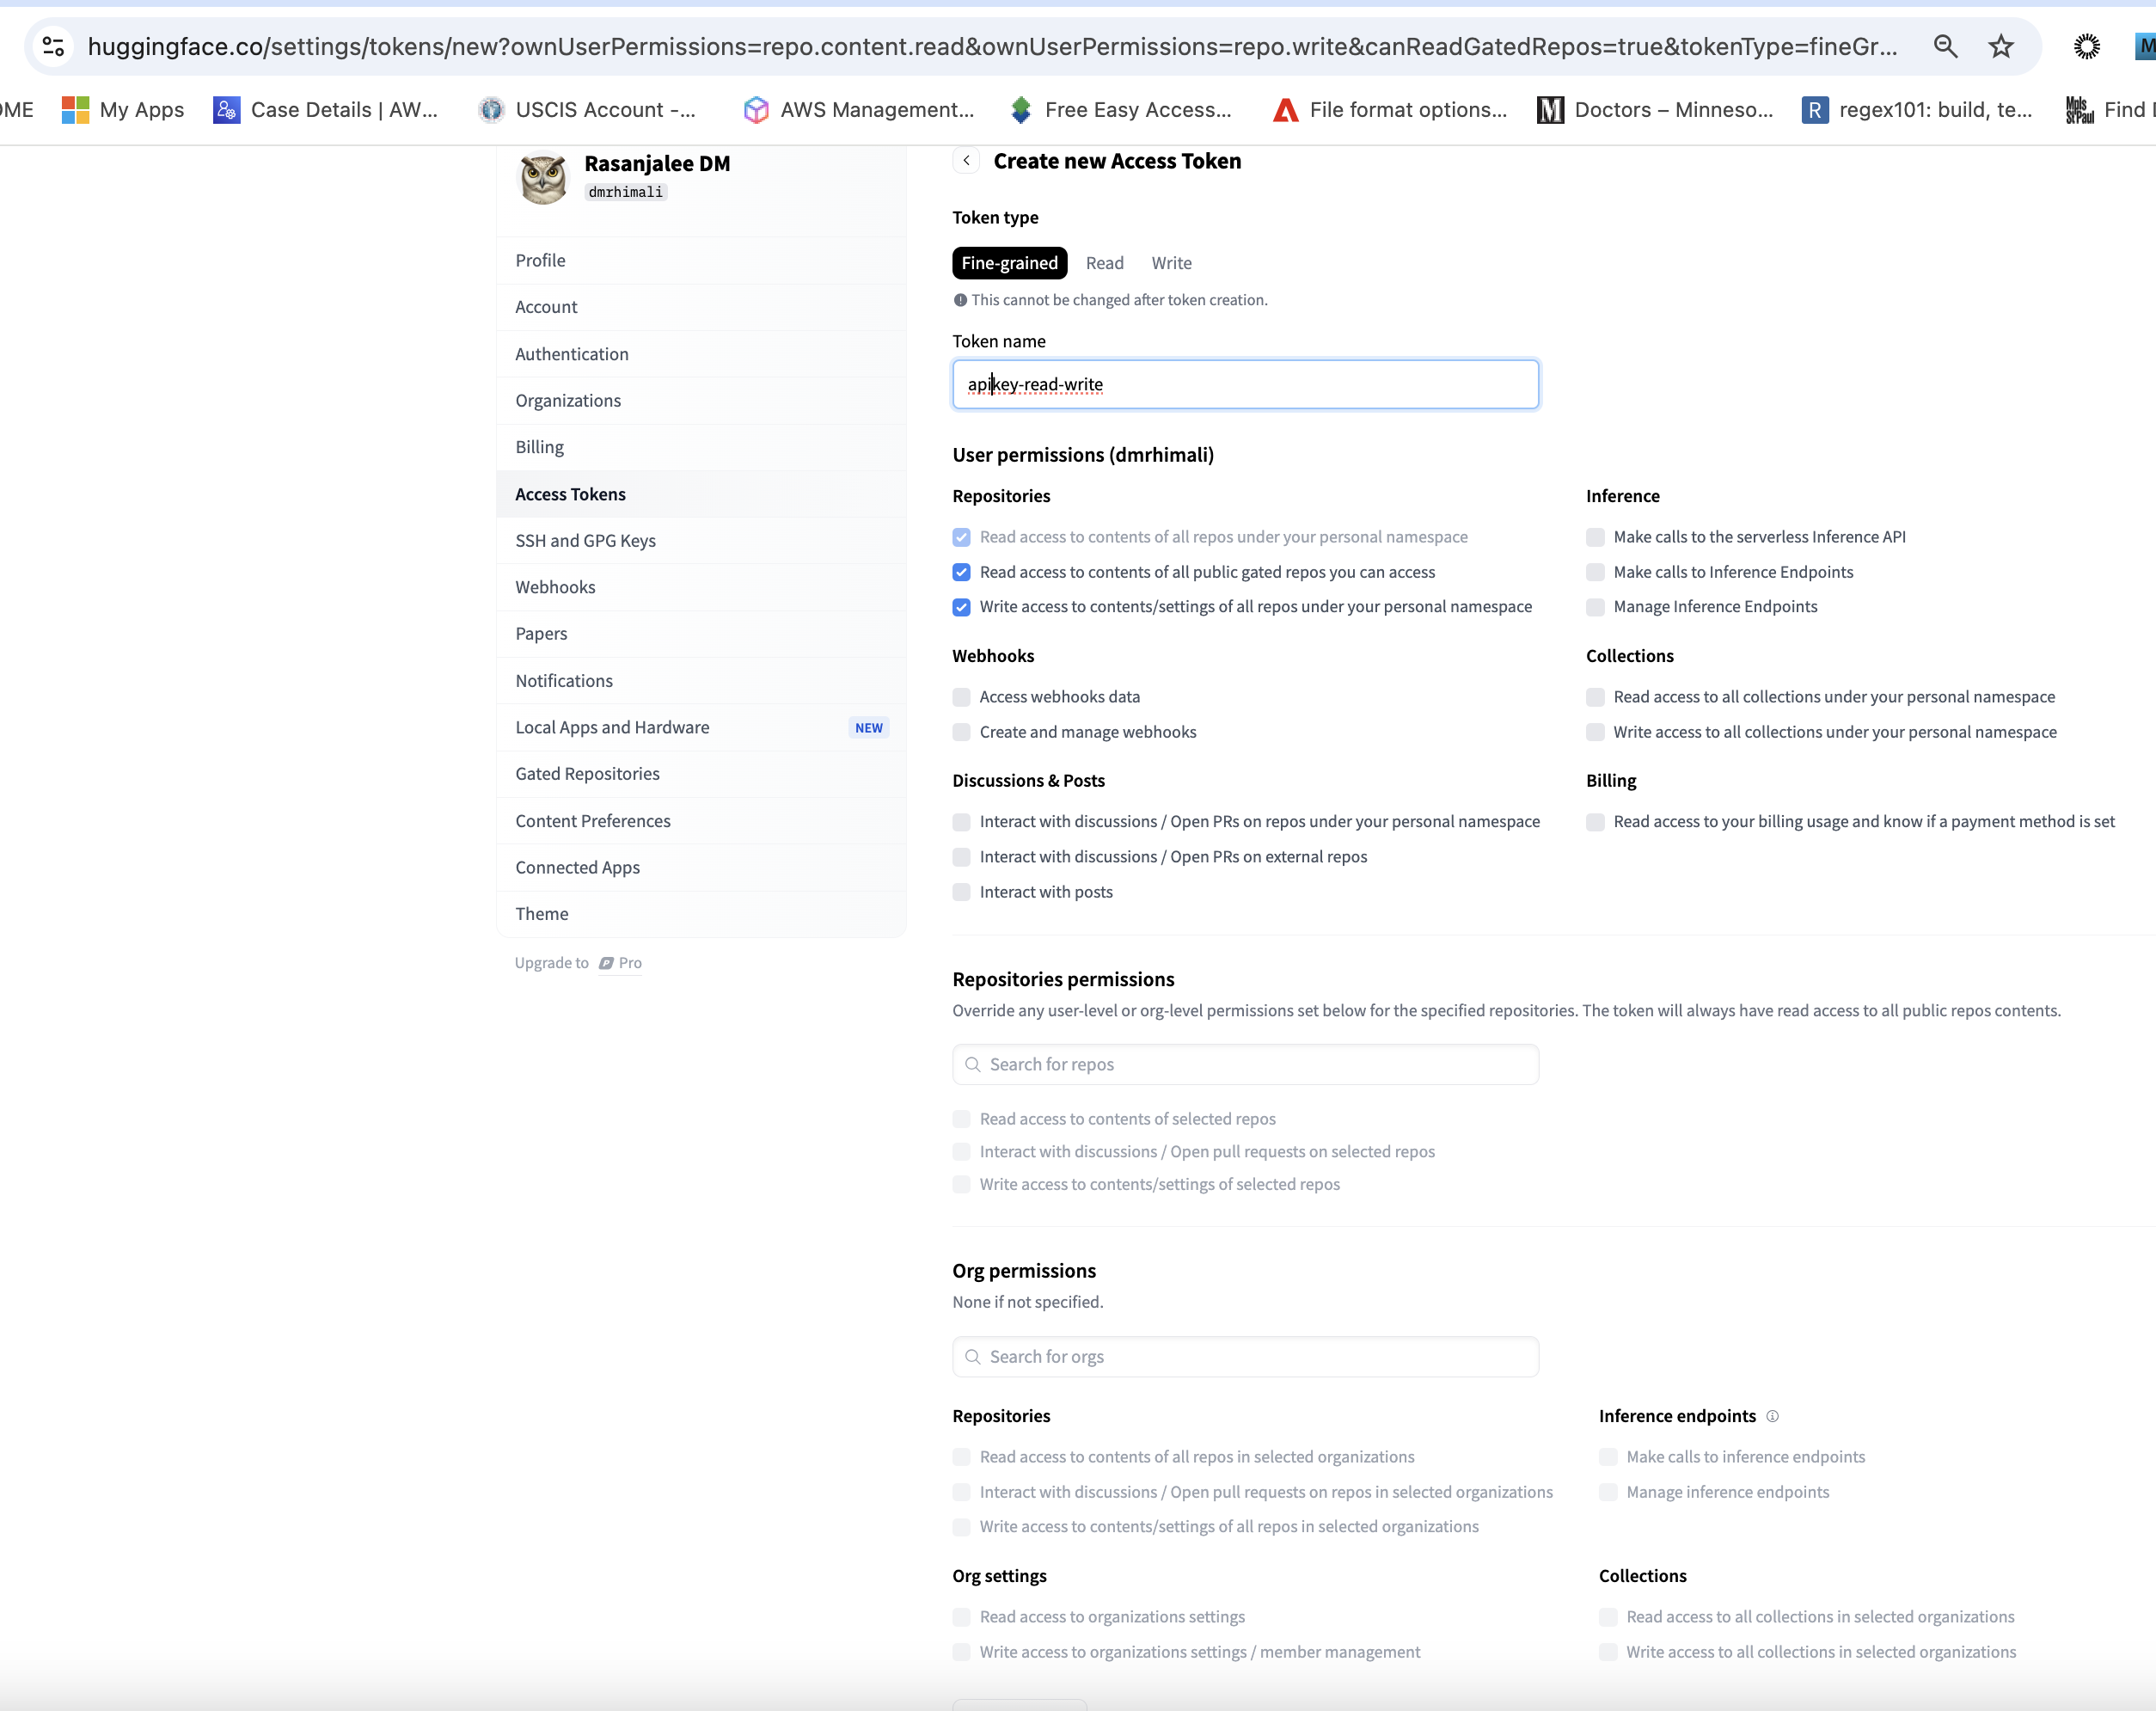 huggingface.co/settings/tokens/new?ownUserPermissions=repo.content.read&ownUserPermissions=repo.write&canReadGatedRepos=true&tokenType=fineGr...
OME My Apps Case Details | AW... USCIS Account -... AWS Management... Free Easy Access... File format options... Doctors – Minneso... R regex101: build, te... Mpls St Paul Find
Rasanjalee DM
dmrhimali
Profile
Account
Authentication
Organizations
Billing
Access Tokens
SSH and GPG Keys
Webhooks
Papers
Notifications
Local Apps and Hardware NEW
Gated Repositories
Content Preferences
Connected Apps
Theme
Upgrade to Pro
Create new Access Token
Token type
Fine-grained Read Write
This cannot be changed after token creation.
Token name
apikey-read-write
User permissions (dmrhimali)
Repositories
Read access to contents of all repos under your personal namespace
Read access to contents of all public gated repos you can access
Write access to contents/settings of all repos under your personal namespace
Inference
Make calls to the serverless Inference API
Make calls to Inference Endpoints
Manage Inference Endpoints
Webhooks
Access webhooks data
Create and manage webhooks
Collections
Read access to all collections under your personal namespace
Write access to all collections under your personal namespace
Discussions & Posts
Interact with discussions / Open PRs on repos under your personal namespace
Interact with discussions / Open PRs on external repos
Interact with posts
Billing
Read access to your billing usage and know if a payment method is set
Repositories permissions
Override any user-level or org-level permissions set below for the specified repositories. The token will always have read access to all public repos contents.
Search for repos
Read access to contents of selected repos
Interact with discussions / Open pull requests on selected repos
Write access to contents/settings of selected repos
Org permissions
None if not specified.
Search for orgs
Repositories
Read access to contents of all repos in selected organizations
Interact with discussions / Open pull requests on repos in selected organizations
Write access to contents/settings of all repos in selected organizations
Inference endpoints
Make calls to inference endpoints
Manage inference endpoints
Org settings
Read access to organizations settings
Write access to organizations settings / member management
Collections
Read access to all collections in selected organizations
Write access to all collections in selected organizations